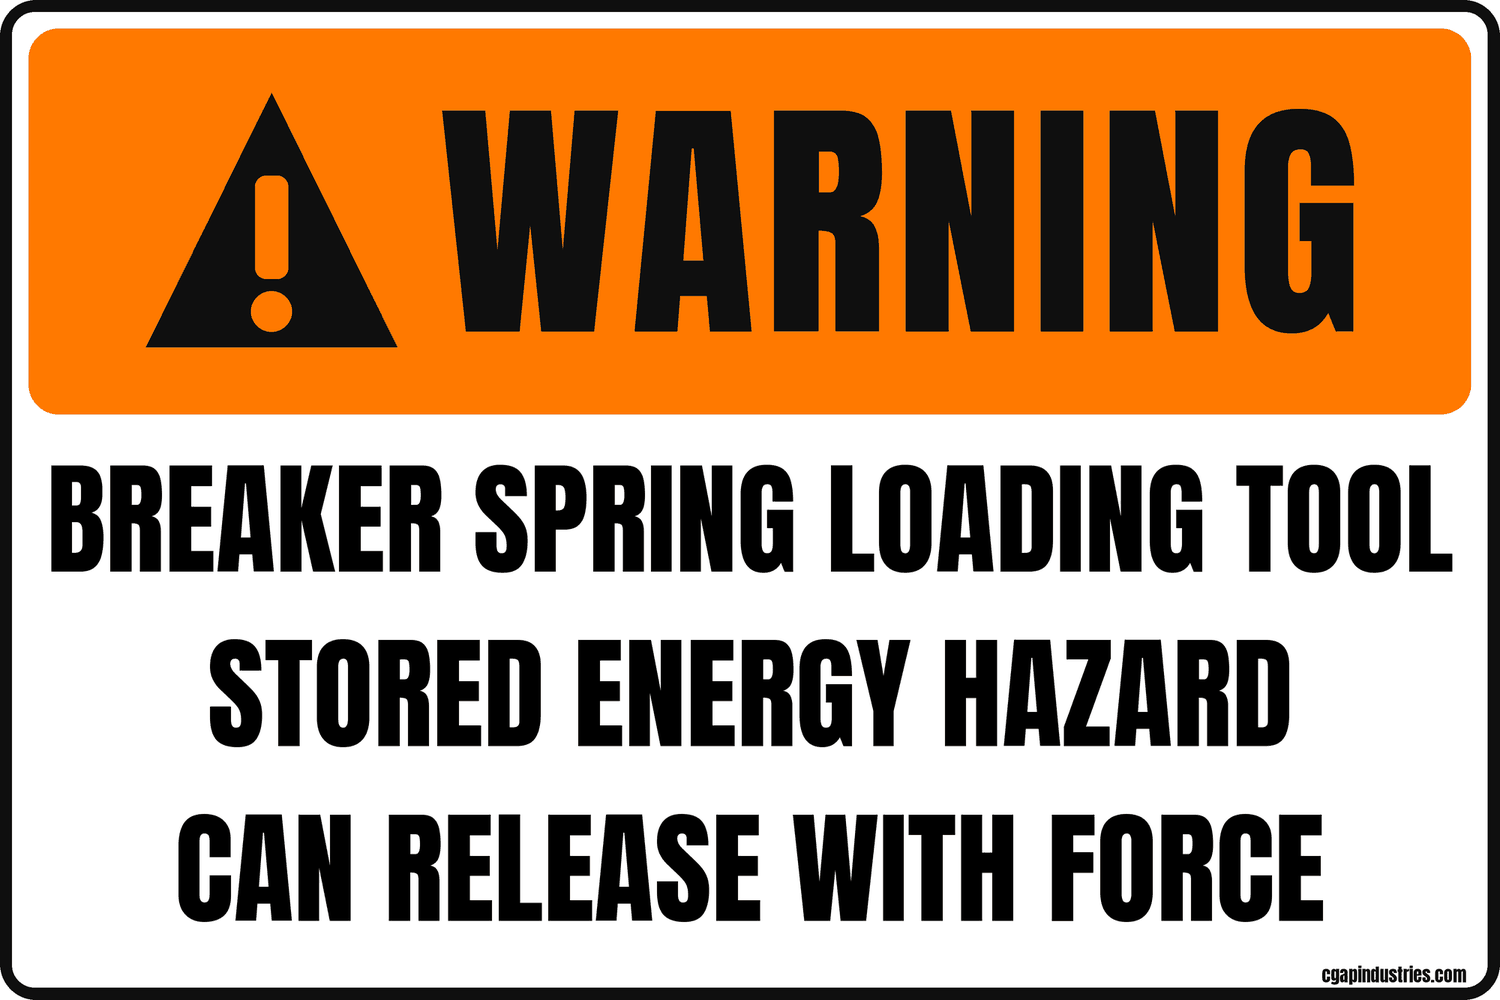 WARNING
BREAKER SPRING LOADING TOOL
STORED ENERGY HAZARD
CAN RELEASE WITH FORCE
cgapindustries.com